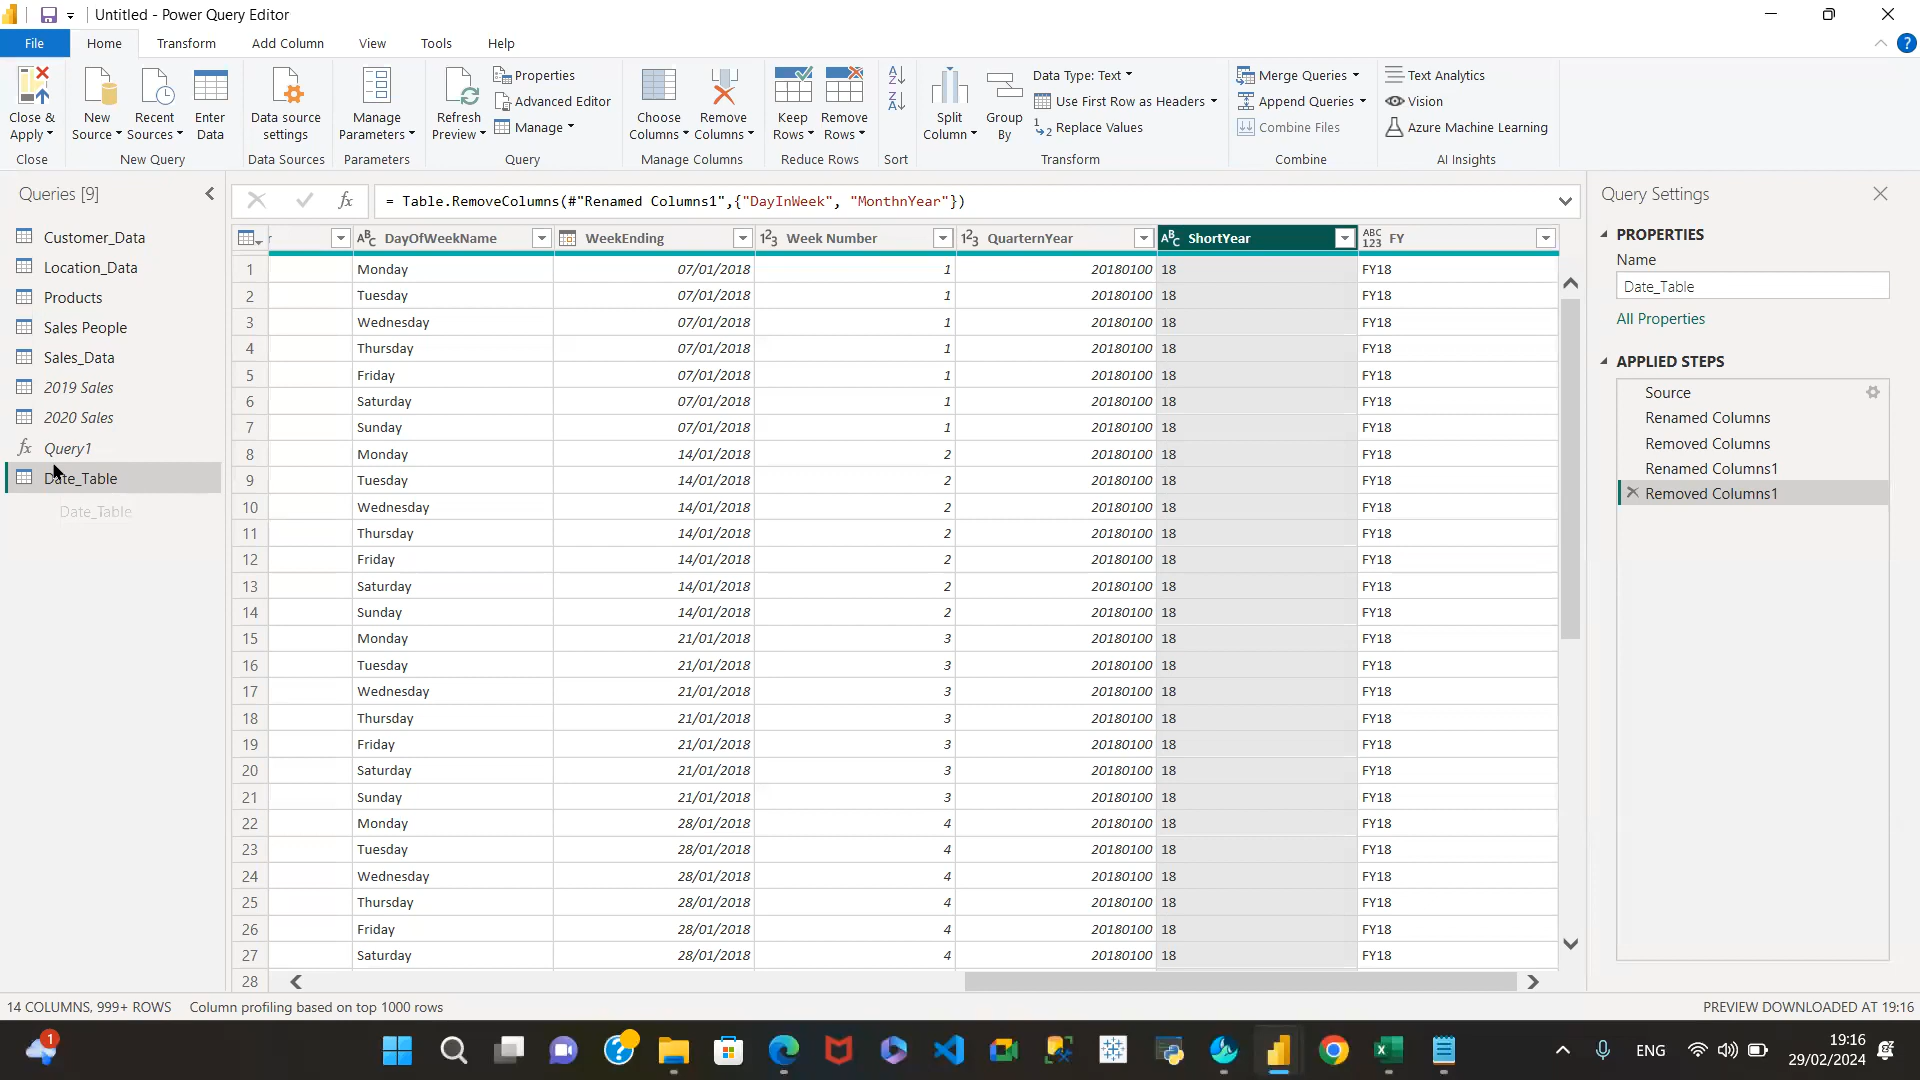 Untitled - Power Query Editor
File Home Transform Add Column View Tools Help
Close & Apply
New Source
Recent Sources
Enter Data
Data source settings
Manage Parameters
Refresh Preview
Properties
Advanced Editor
Manage
Choose Columns
Remove Columns
Keep Rows
Remove Rows
Split Column
Group By
Data Type: Text
Use First Row as Headers
Replace Values
Merge Queries
Append Queries
Combine Files
Text Analytics
Vision
Azure Machine Learning
Close New Query Data Sources Parameters Query Manage Columns Reduce Rows Sort Transform Combine AI Insights
Queries [9]
Customer_Data
Location_Data
Products
Sales People
Sales_Data
2019 Sales
2020 Sales
fx Query1
Date_Table
Date_Table
fx = Table.RemoveColumns(#"Renamed Columns1",{"DayInWeek", "MonthnYear"})
r ABC DayOfWeekName WeekEnding 123 Week Number 123 QuarternYear ABC ShortYear ABC 123 FY
1 Monday 07/01/2018 1 20180100 18 FY18
2 Tuesday 07/01/2018 1 20180100 18 FY18
3 Wednesday 07/01/2018 1 20180100 18 FY18
4 Thursday 07/01/2018 1 20180100 18 FY18
5 Friday 07/01/2018 1 20180100 18 FY18
6 Saturday 07/01/2018 1 20180100 18 FY18
7 Sunday 07/01/2018 1 20180100 18 FY18
8 Monday 14/01/2018 2 20180100 18 FY18
9 Tuesday 14/01/2018 2 20180100 18 FY18
10 Wednesday 14/01/2018 2 20180100 18 FY18
11 Thursday 14/01/2018 2 20180100 18 FY18
12 Friday 14/01/2018 2 20180100 18 FY18
13 Saturday 14/01/2018 2 20180100 18 FY18
14 Sunday 14/01/2018 2 20180100 18 FY18
15 Monday 21/01/2018 3 20180100 18 FY18
16 Tuesday 21/01/2018 3 20180100 18 FY18
17 Wednesday 21/01/2018 3 20180100 18 FY18
18 Thursday 21/01/2018 3 20180100 18 FY18
19 Friday 21/01/2018 3 20180100 18 FY18
20 Saturday 21/01/2018 3 20180100 18 FY18
21 Sunday 21/01/2018 3 20180100 18 FY18
22 Monday 28/01/2018 4 20180100 18 FY18
23 Tuesday 28/01/2018 4 20180100 18 FY18
24 Wednesday 28/01/2018 4 20180100 18 FY18
25 Thursday 28/01/2018 4 20180100 18 FY18
26 Friday 28/01/2018 4 20180100 18 FY18
27 Saturday 28/01/2018 4 20180100 18 FY18
28
Query Settings
PROPERTIES
Name
Date_Table
All Properties
APPLIED STEPS
Source
Renamed Columns
Removed Columns
Renamed Columns1
Removed Columns1
14 COLUMNS, 999+ ROWS Column profiling based on top 1000 rows PREVIEW DOWNLOADED AT 19:16
1
ENG
19:16
29/02/2024